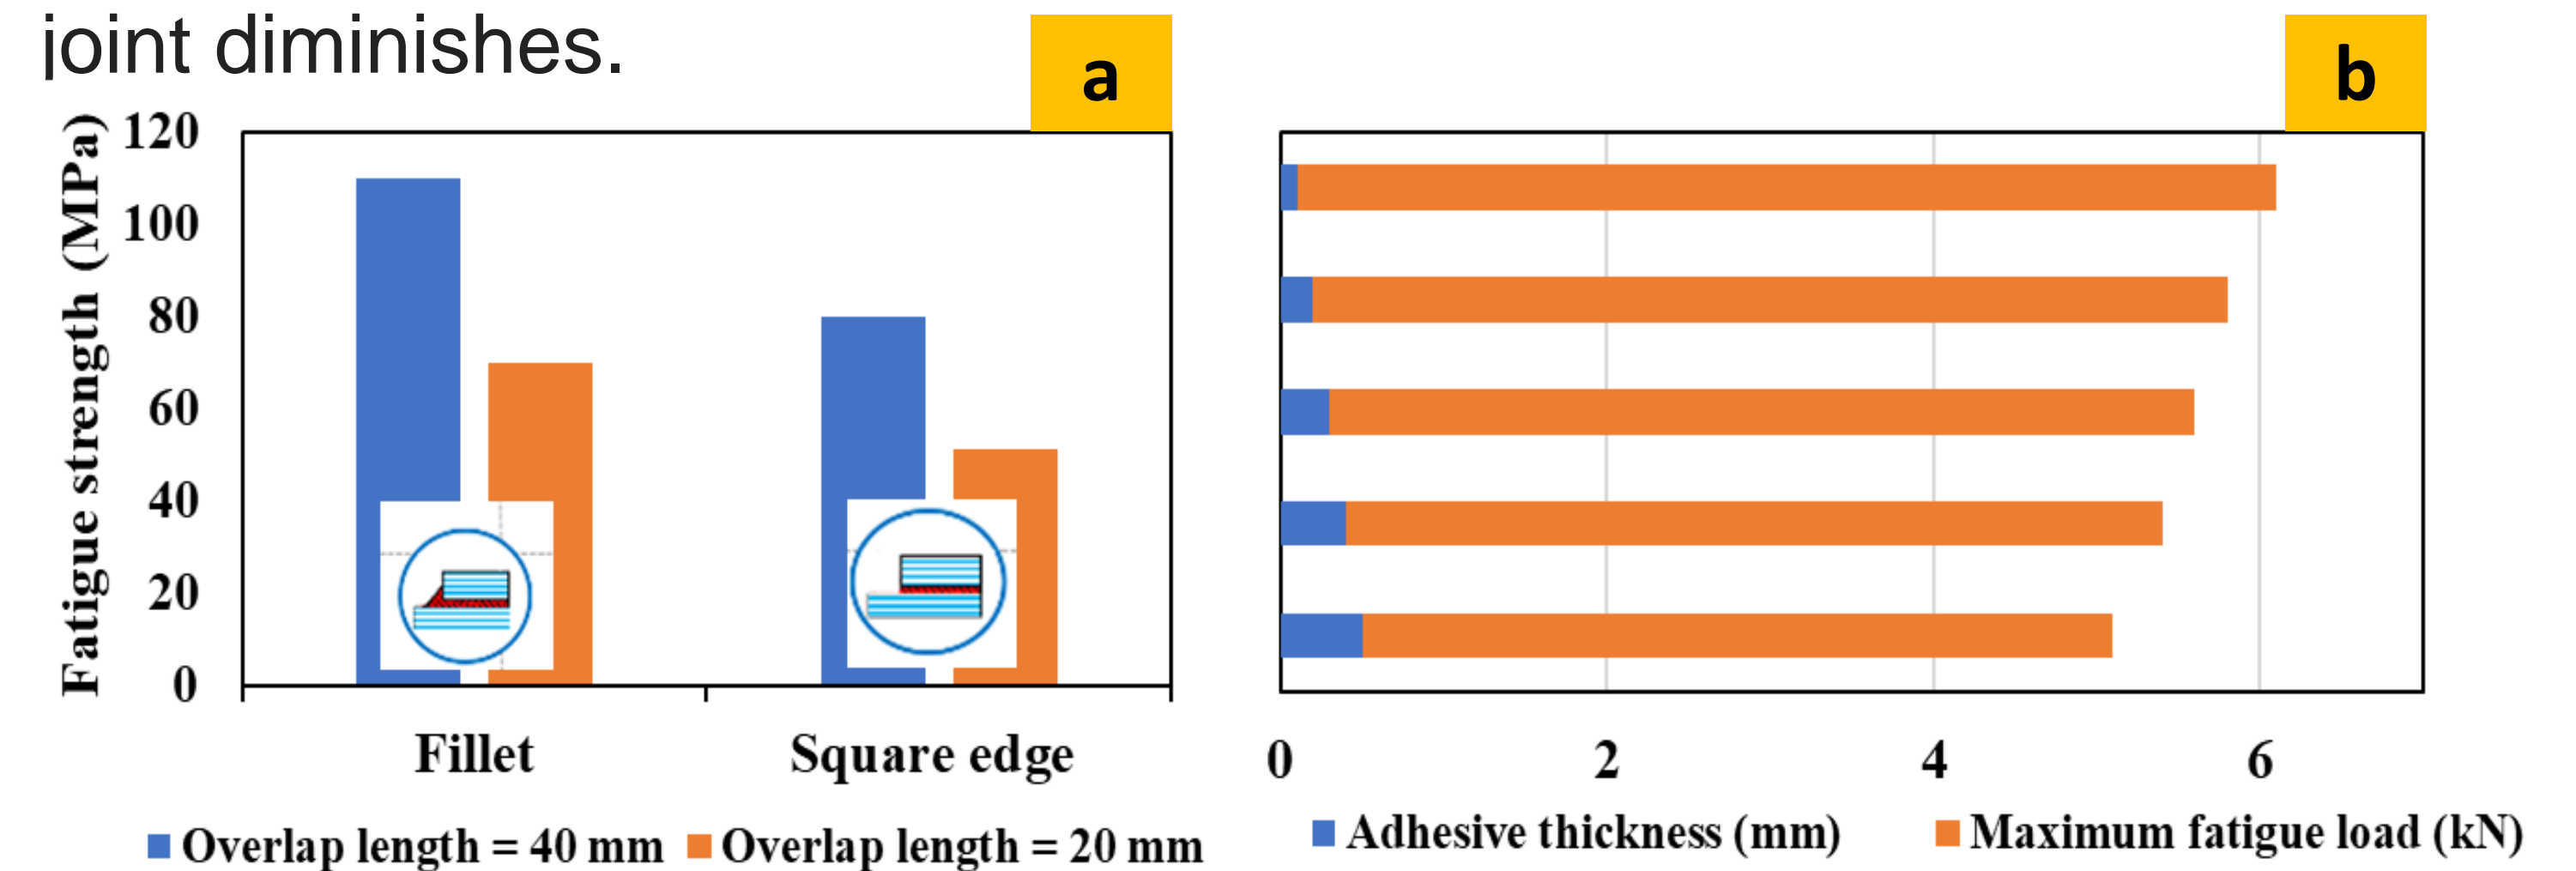 joint diminishes.
a
b
Fatigue strength (MPa)
120
100
80
60
40
20
0
Fillet Square edge
Overlap length = 40 mm Overlap length = 20 mm
0 2 4 6
Adhesive thickness (mm) Maximum fatigue load (kN)